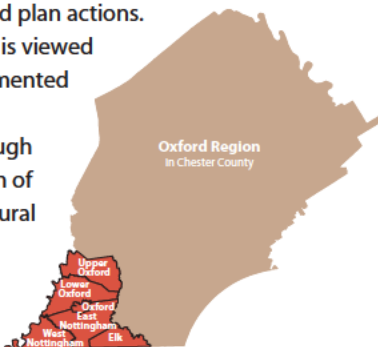 d plan actions.
is viewed
mented
ugh
n of
ural
Oxford Region
in Chester County
Upper
Oxford
Lower
Oxford
Oxford
East
Nottingham
West
Nottingham
Elk